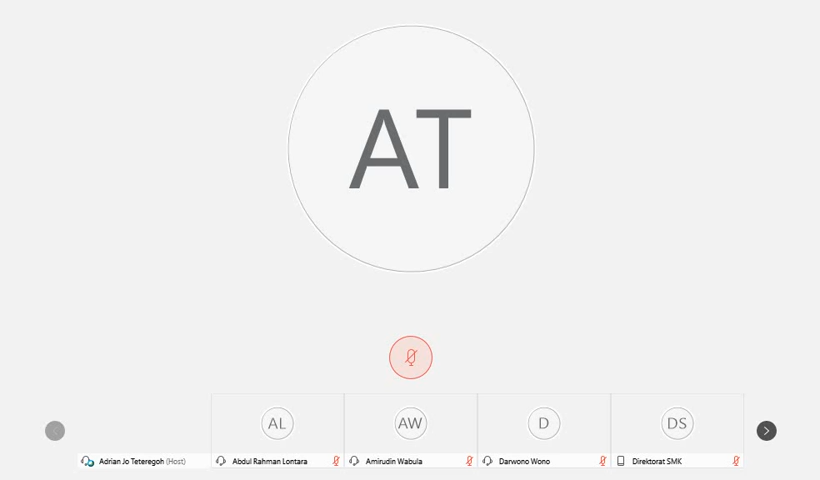 AT
AL
AW
D
DS
Adrian Jo Teteregoh (Host)
Abdul Rahman Lontara
Amirudin Wabula
Darwono Wono
Direktorat SMK